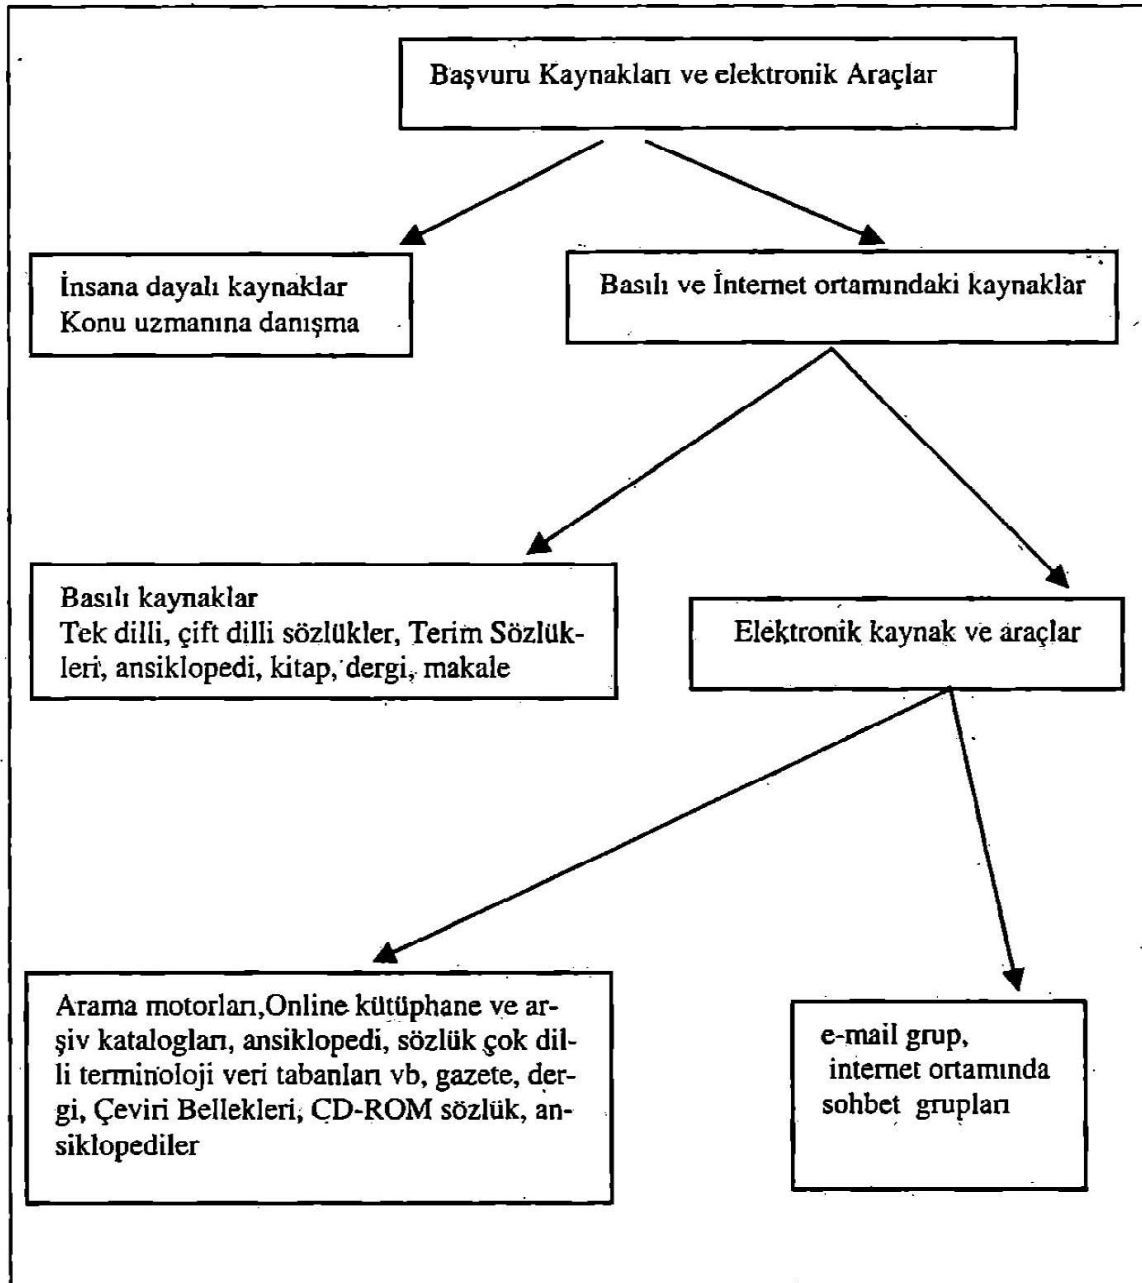 Başvuru Kaynakları ve elektronik Araçlar
İnsana dayalı kaynaklar
Konu uzmanına danışma
Basılı ve İnternet ortamındaki kaynaklar
Basılı kaynaklar
Tek dilli, çift dilli sözlükler, Terim Sözlük-
leri, ansiklopedi, kitap, dergi, makale
Elektronik kaynak ve araçlar
Arama motorları,Online kütüphane ve ar-
şiv katalogları, ansiklopedi, sözlük çok dil-
li terminoloji veri tabanları vb, gazete, der-
gi, Çeviri Bellekleri, CD-ROM sözlük, an-
siklopediler
e-mail grup,
internet ortamında
sohbet grupları